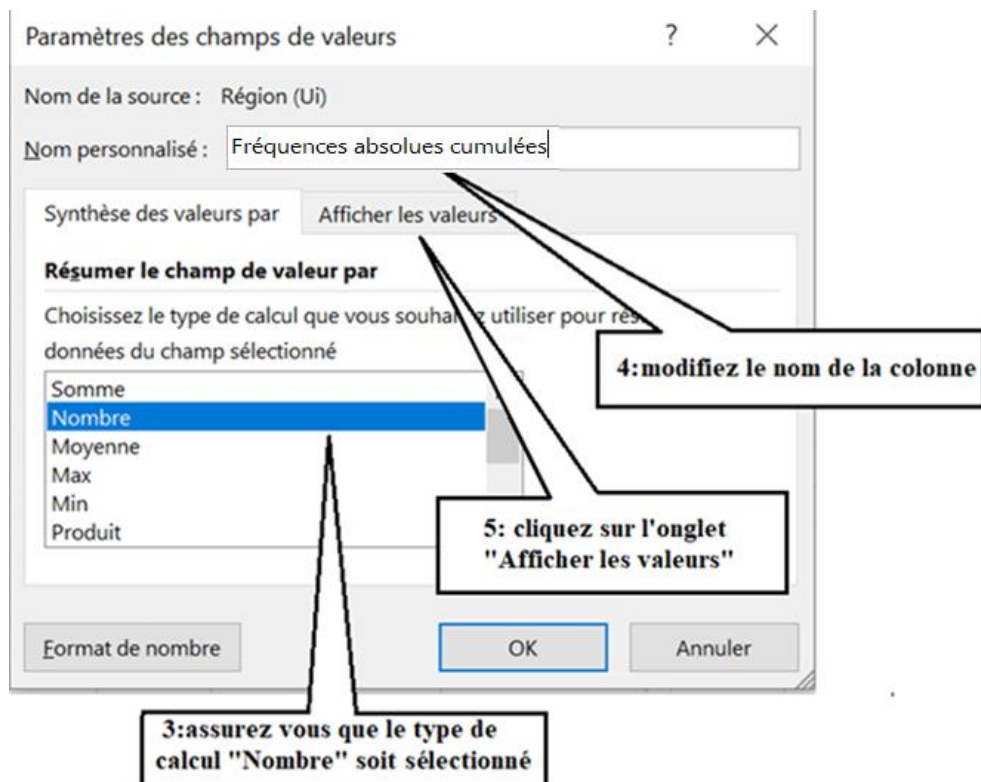 Paramètres des champs de valeurs ? ×
Nom de la source : Région (Ui)
Nom personnalisé : Fréquences absolues cumulées
Synthèse des valeurs par Afficher les valeurs
Résumer le champ de valeur par
Choisissez le type de calcul que vous souhaitez utiliser pour
données du champ sélectionné
Somme
Nombre
Moyenne
Max
Min
Produit
4:modifiez le nom de la colonne
5: cliquez sur l'onglet
"Afficher les valeurs"
Format de nombre OK Annuler
3:assurez vous que le type de
calcul "Nombre" soit sélectionné